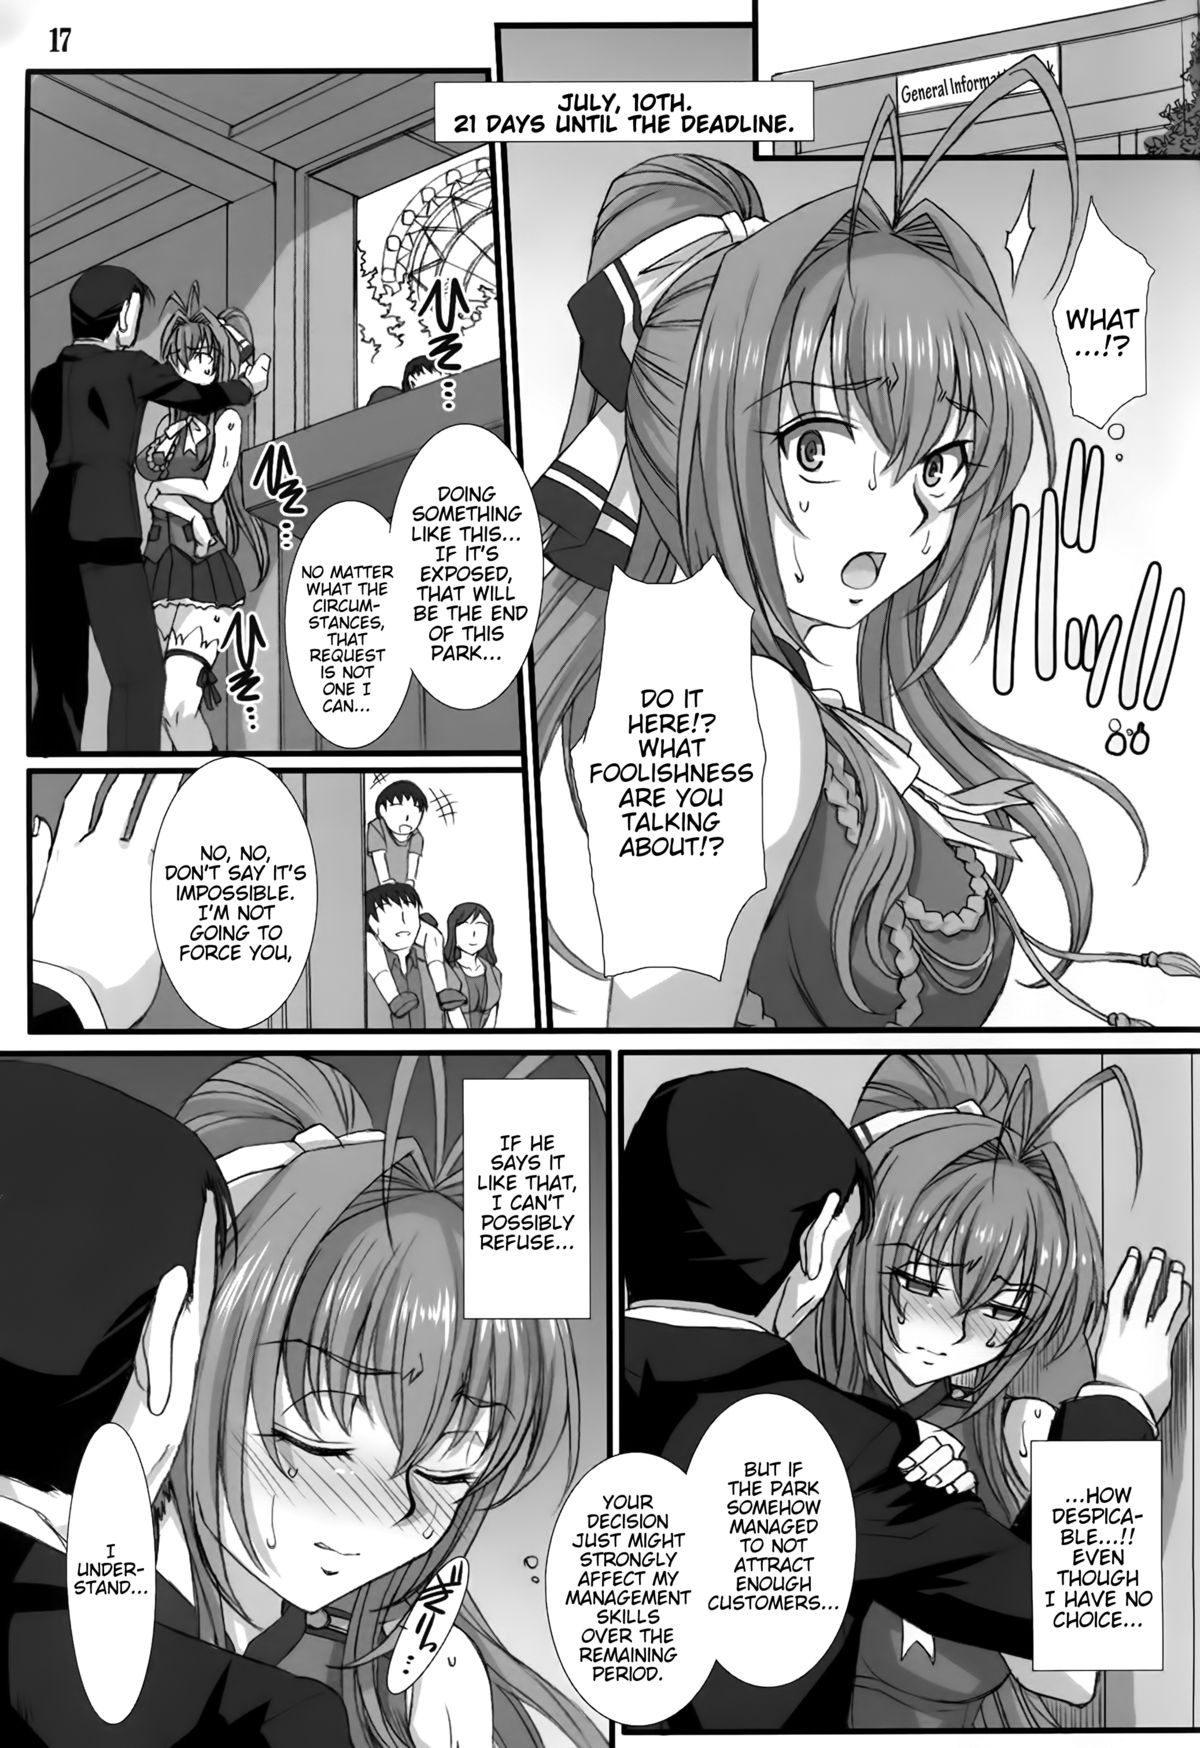 17
General Informati
k
JULY, 10TH.
21 DAYS UNTIL THE DEADLINE.
WHAT
...!?
DO IT
HERE!?
WHAT
FOOLISHNESS
ARE YOU
TALKING
ABOUT!?
DOING
SOMETHING
LIKE THIS...
IF IT'S
EXPOSED,
THAT WILL
BE THE END
OF THIS
PARK...
NO MATTER
WHAT THE
CIRCUM-
STANCES,
THAT
REQUEST
IS NOT
ONE I
CAN...
NO, NO,
DON'T SAY IT'S
IMPOSSIBLE.
I'M NOT
GOING TO
FORCE YOU,
BUT IF
THE PARK
SOMEHOW
MANAGED
TO NOT
ATTRACT
ENOUGH
CUSTOMERS...
YOUR
DECISION
JUST MIGHT
STRONGLY
AFFECT MY
MANAGEMENT
SKILLS
OVER THE
REMAINING
PERIOD.
...HOW
DESPICA-
BLE...!!
EVEN
THOUGH
I HAVE NO
CHOICE...
IF HE
SAYS IT
LIKE THAT,
I CAN'T
POSSIBLY
REFUSE...
I
UNDER-
STAND...